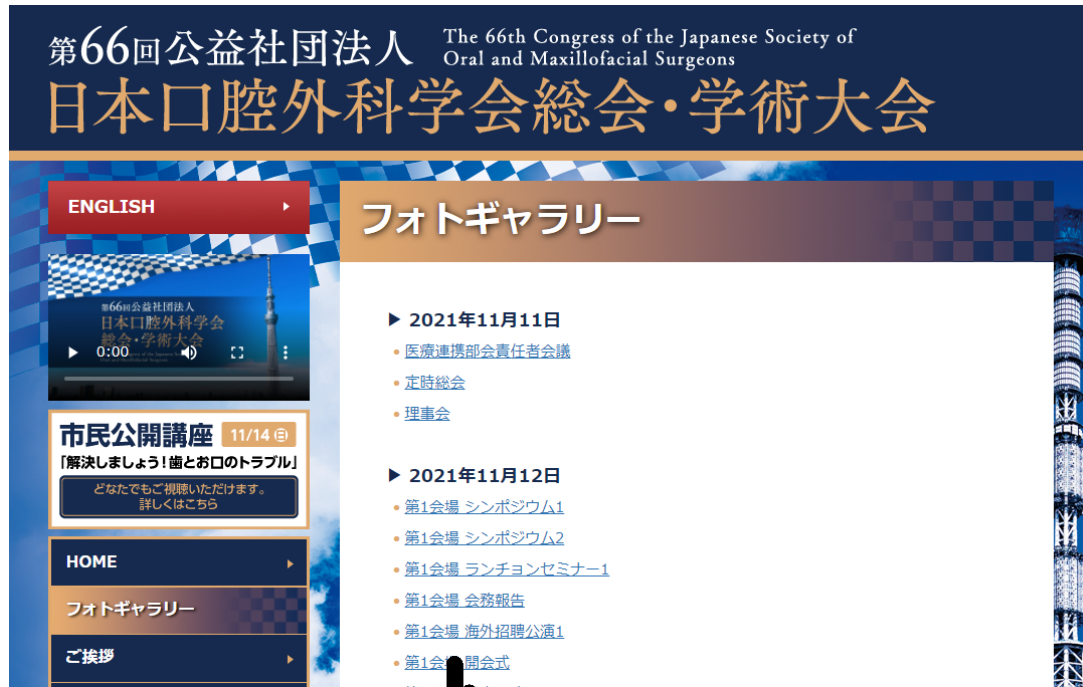 第66回公益社団法人
The 66th Congress of the Japanese Society of
Oral and Maxillofacial Surgeons
日本口腔外科学会総会・学術大会
ENGLISH
第66回公益社団法人
日本口腔外科学会
総会・学術大会
0:00
市民公開講座 11/14 ㊐
「解決しましょう!歯とお口のトラブル」
どなたでもご視聴いただけます。
詳しくはこちら
HOME
フォトギャラリー
ご挨拶
フォトギャラリー
2021年11月11日
医療連携部会責任者会議
定時総会
理事会
2021年11月12日
第1会場 シンポジウム1
第1会場 シンポジウム2
第1会場 ランチョンセミナー1
第1会場 会務報告
第1会場 海外招聘公演1
第1会 開会式